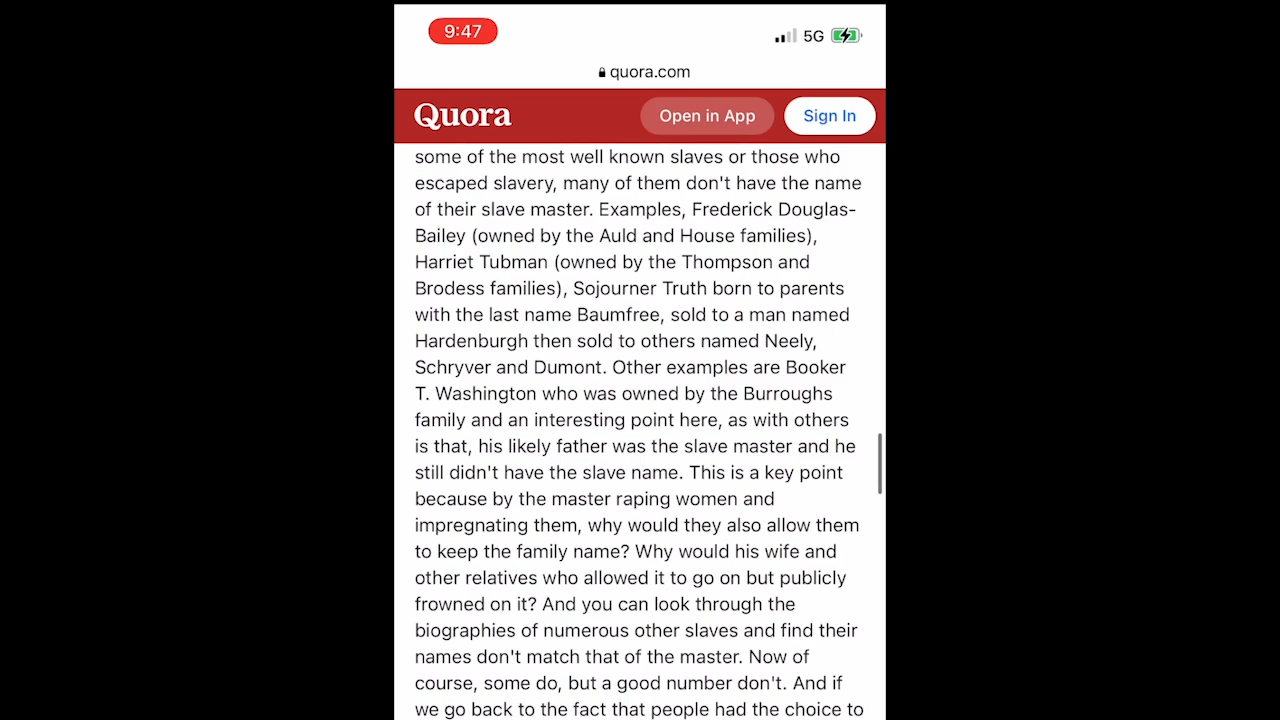 9:47
5G
quora.com
Quora
Open in App
Sign In
some of the most well known slaves or those who
escaped slavery, many of them don't have the name
of their slave master. Examples, Frederick Douglas-
Bailey (owned by the Auld and House families),
Harriet Tubman (owned by the Thompson and
Brodess families), Sojourner Truth born to parents
with the last name Baumfree, sold to a man named
Hardenburgh then sold to others named Neely,
Schryver and Dumont. Other examples are Booker
T. Washington who was owned by the Burroughs
family and an interesting point here, as with others
is that, his likely father was the slave master and he
still didn't have the slave name. This is a key point
because by the master raping women and
impregnating them, why would they also allow them
to keep the family name? Why would his wife and
other relatives who allowed it to go on but publicly
frowned on it? And you can look through the
biographies of numerous other slaves and find their
names don't match that of the master. Now of
course, some do, but a good number don't. And if
we go back to the fact that people had the choice to